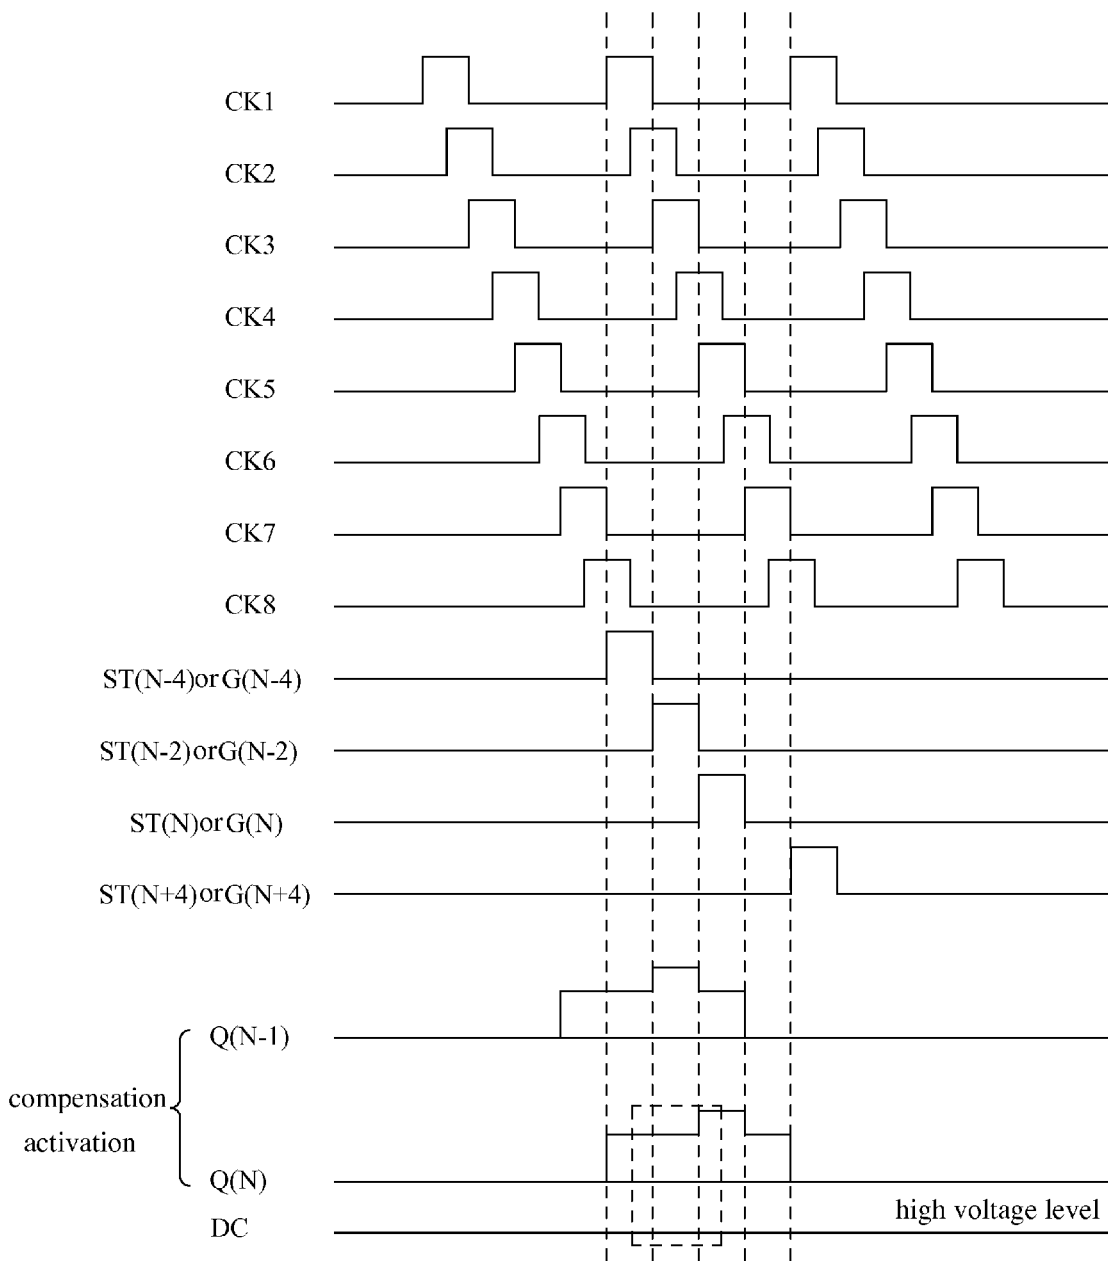 CK1
CK2
CK3
CK4
CK5
CK6
CK7
CK8
ST(N-4)orG(N-4)
ST(N-2)orG(N-2)
ST(N)orG(N)
ST(N+4)orG(N+4)
Q(N-1)
compensation
activation
Q(N)
high voltage level
DC